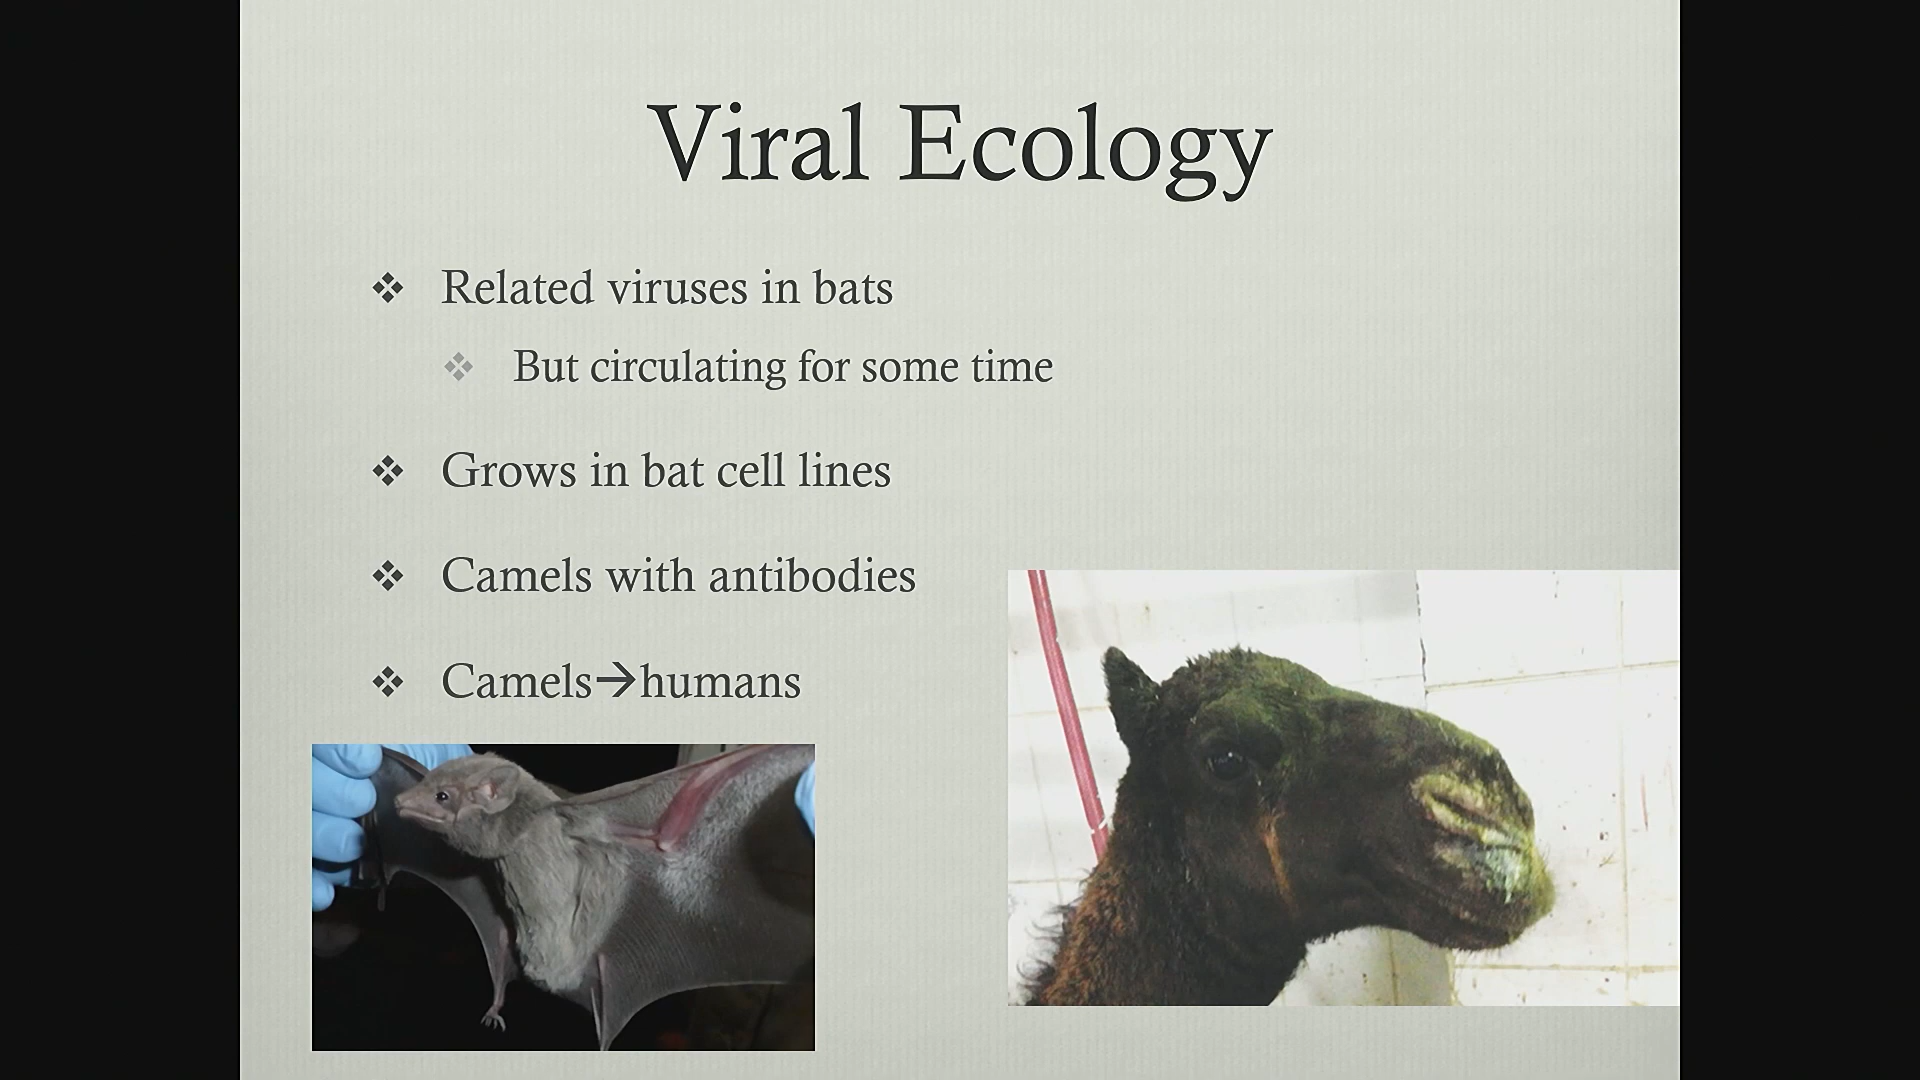 Viral Ecology
❖ Related viruses in bats
❖ But circulating for some time
❖ Grows in bat cell lines
❖ Camels with antibodies
❖ Camels→humans